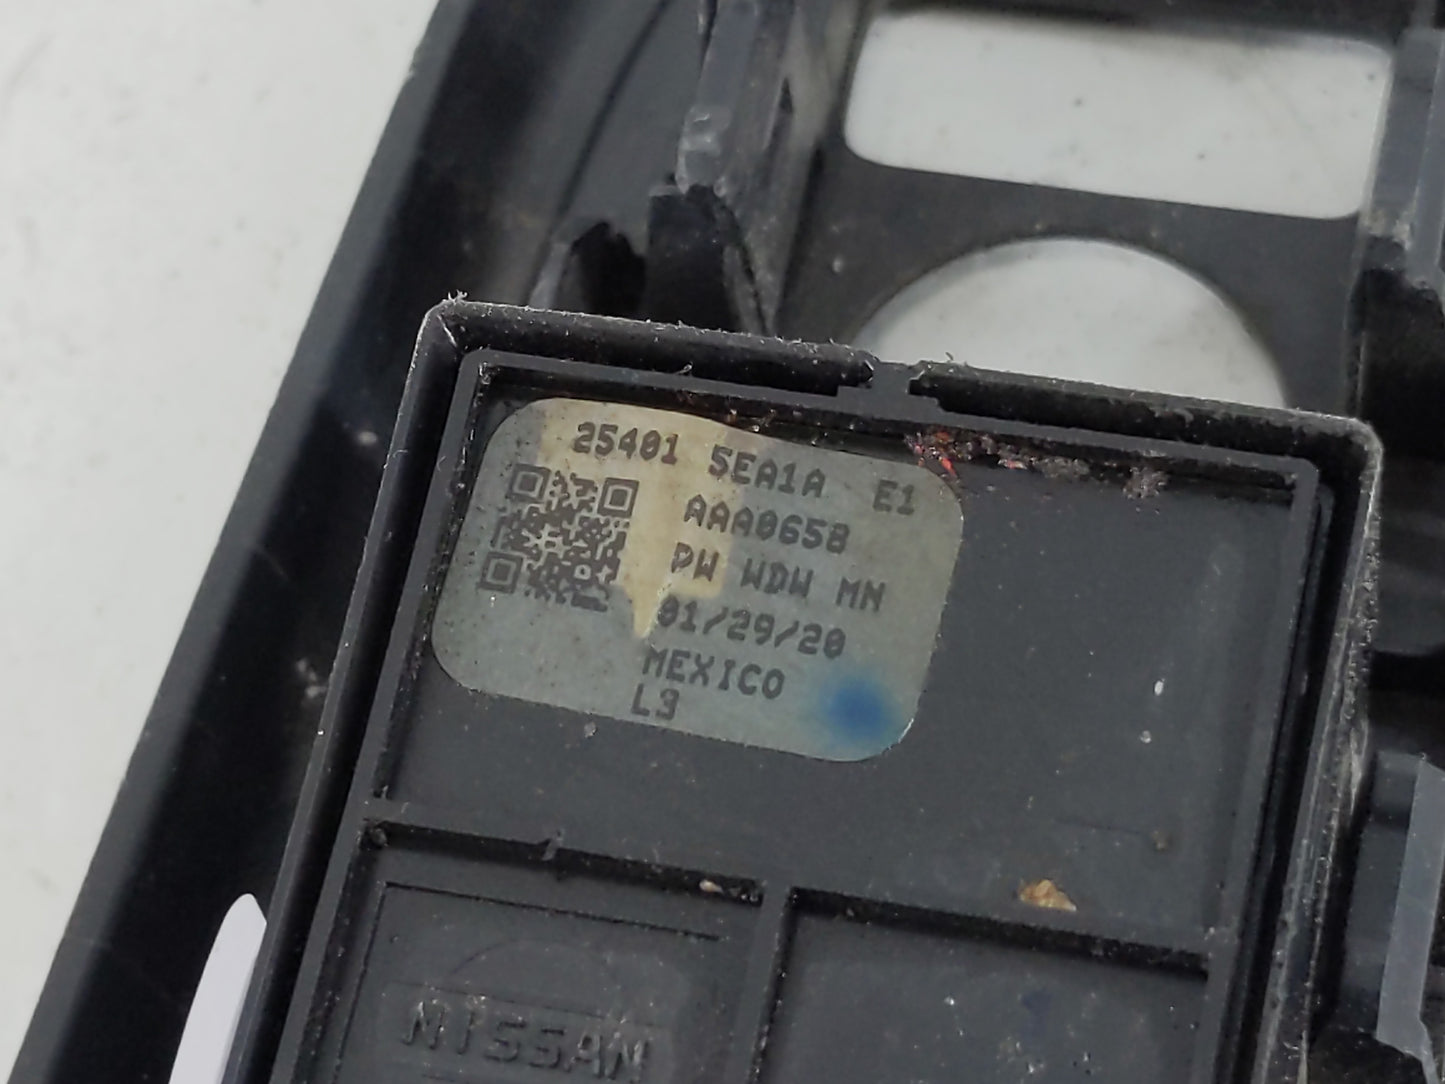 25401 5EA1A E1
AAA0658
PW WDW MN
01/29/20
MEXICO
L3
NISSAN